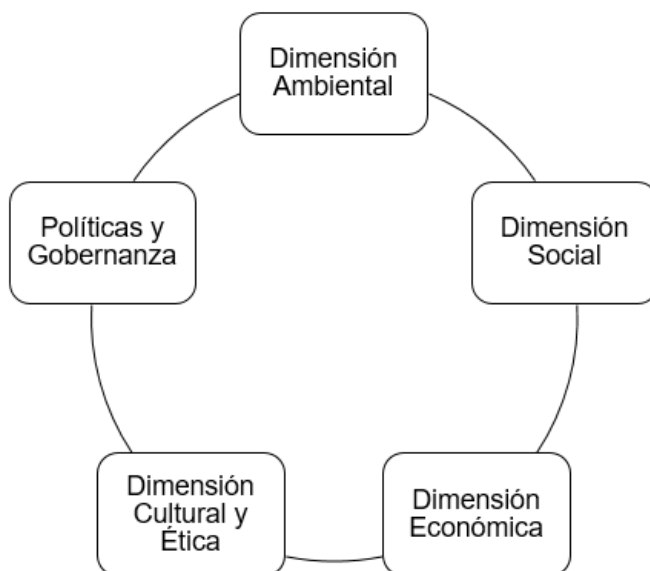 Dimensión
Ambiental
Políticas y
Gobernanza
Dimensión
Social
Dimensión
Cultural y
Ética
Dimensión
Económica